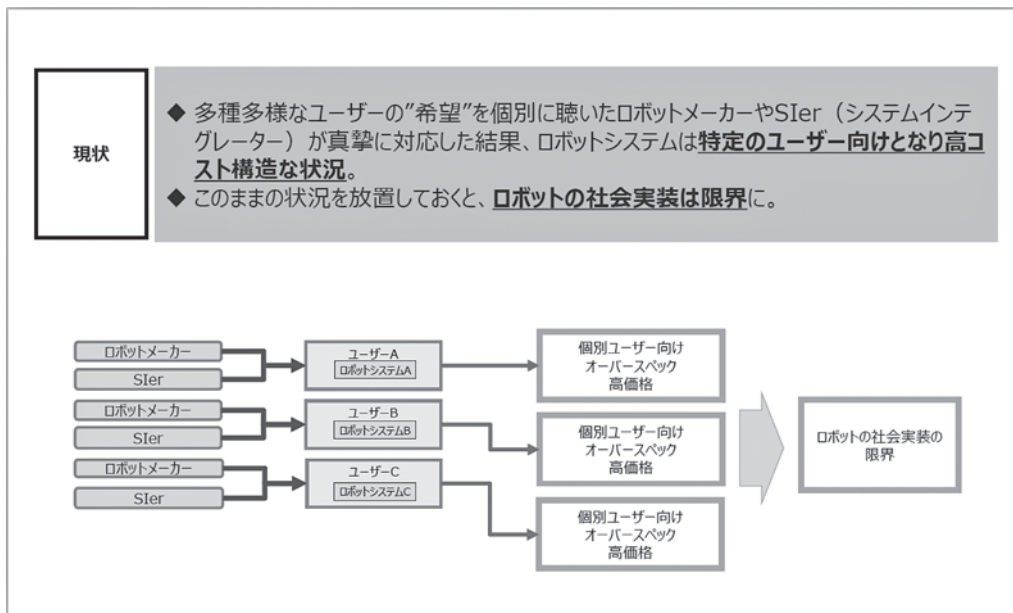 現状
◆ 多種多様なユーザーの”希望”を個別に聴いたロボットメーカーやSIer（システムインテ
グレーター）が真摯に対応した結果、ロボットシステムは特定のユーザー向けとなり高コ
スト構造な状況。
◆ このままの状況を放置しておくと、ロボットの社会実装は限界に。
ロボットメーカー
SIer
ロボットメーカー
SIer
ロボットメーカー
SIer
ユーザーA
ロボットシステムA
ユーザーB
ロボットシステムB
ユーザーC
ロボットシステムC
個別ユーザー向け
オーバースペック
高価格
個別ユーザー向け
オーバースペック
高価格
個別ユーザー向け
オーバースペック
高価格
ロボットの社会実装の
限界